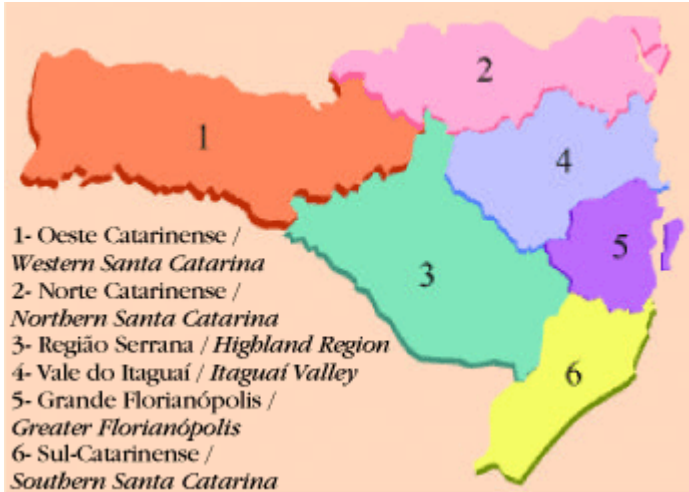 2
1
4
5
3
6
1- Oeste Catarinense /
Western Santa Catarina
2- Norte Catarinense /
Northern Santa Catarina
3- Região Serrana / Highland Region
4- Vale do Itaguaí / Itaguaí Valley
5- Grande Florianópolis /
Greater Florianópolis
6- Sul-Catarinense /
Southern Santa Catarina